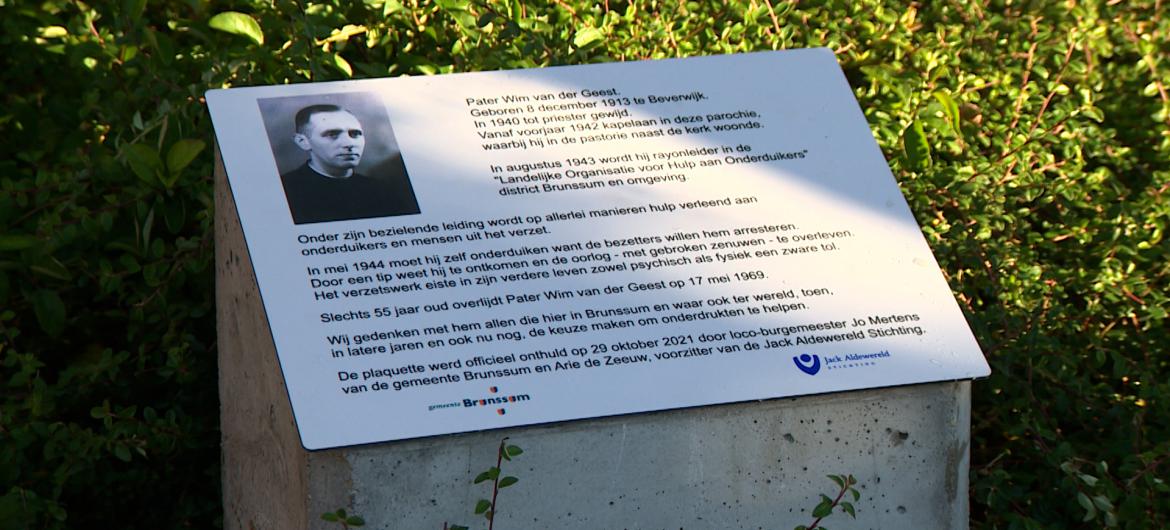 Pater Wim van der Geest.
Geboren 8 december 1913 te Beverwijk.
In 1940 tot priester gewijd.
Vanaf voorjaar 1942 kapelaan in deze parochie,
waarbij hij in de pastorie naast de kerk woonde.
In augustus 1943 wordt hij rayonleider in de
"Landelijke Organisatie voor Hulp aan Onderduikers"
district Brunssum en omgeving.
Onder zijn bezielende leiding wordt op allerlei manieren hulp verleend aan
onderduikers en mensen uit het verzet.
In mei 1944 moet hij zelf onderduiken want de bezetters willen hem arresteren.
Door een tip weet hij te ontkomen en de oorlog - met gebroken zenuwen - te overleven.
Het verzetswerk eiste in zijn verdere leven zowel psychisch als fysiek een zware tol.
Slechts 55 jaar oud overlijdt Pater Wim van der Geest op 17 mei 1969.
Wij gedenken met hem allen die hier in Brunssum en waar ook ter wereld, toen,
in latere jaren en ook nu nog, de keuze maken om onderdrukten te helpen.
De plaquette werd officieel onthuld op 29 oktober 2021 door loco-burgemeester Jo Mertens
van de gemeente Brunssum en Arie de Zeeuw, voorzitter van de Jack Aldewereld Stichting.
gemeente Brunssum
Jack Aldewereld
STICHTING